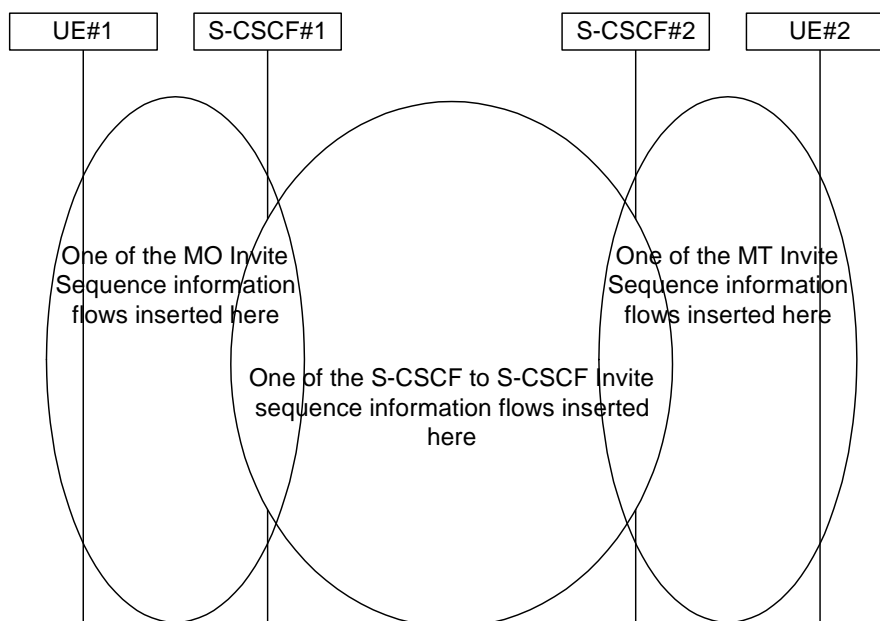 UE#1
S-CSCF#1
S-CSCF#2
UE#2
One of the MO Invite
Sequence information
flows inserted here
One of the S-CSCF to S-CSCF Invite
sequence information flows inserted
here
One of the MT Invite
Sequence information
flows inserted here